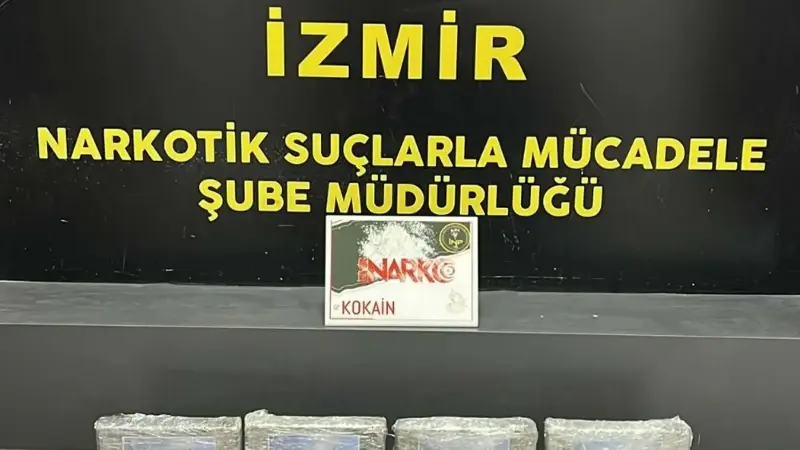 İZMİR
NARKOTİK SUÇLARLA MÜCADELE
ŞUBE MÜDÜRLÜĞÜ
NARKO
KOKAİN